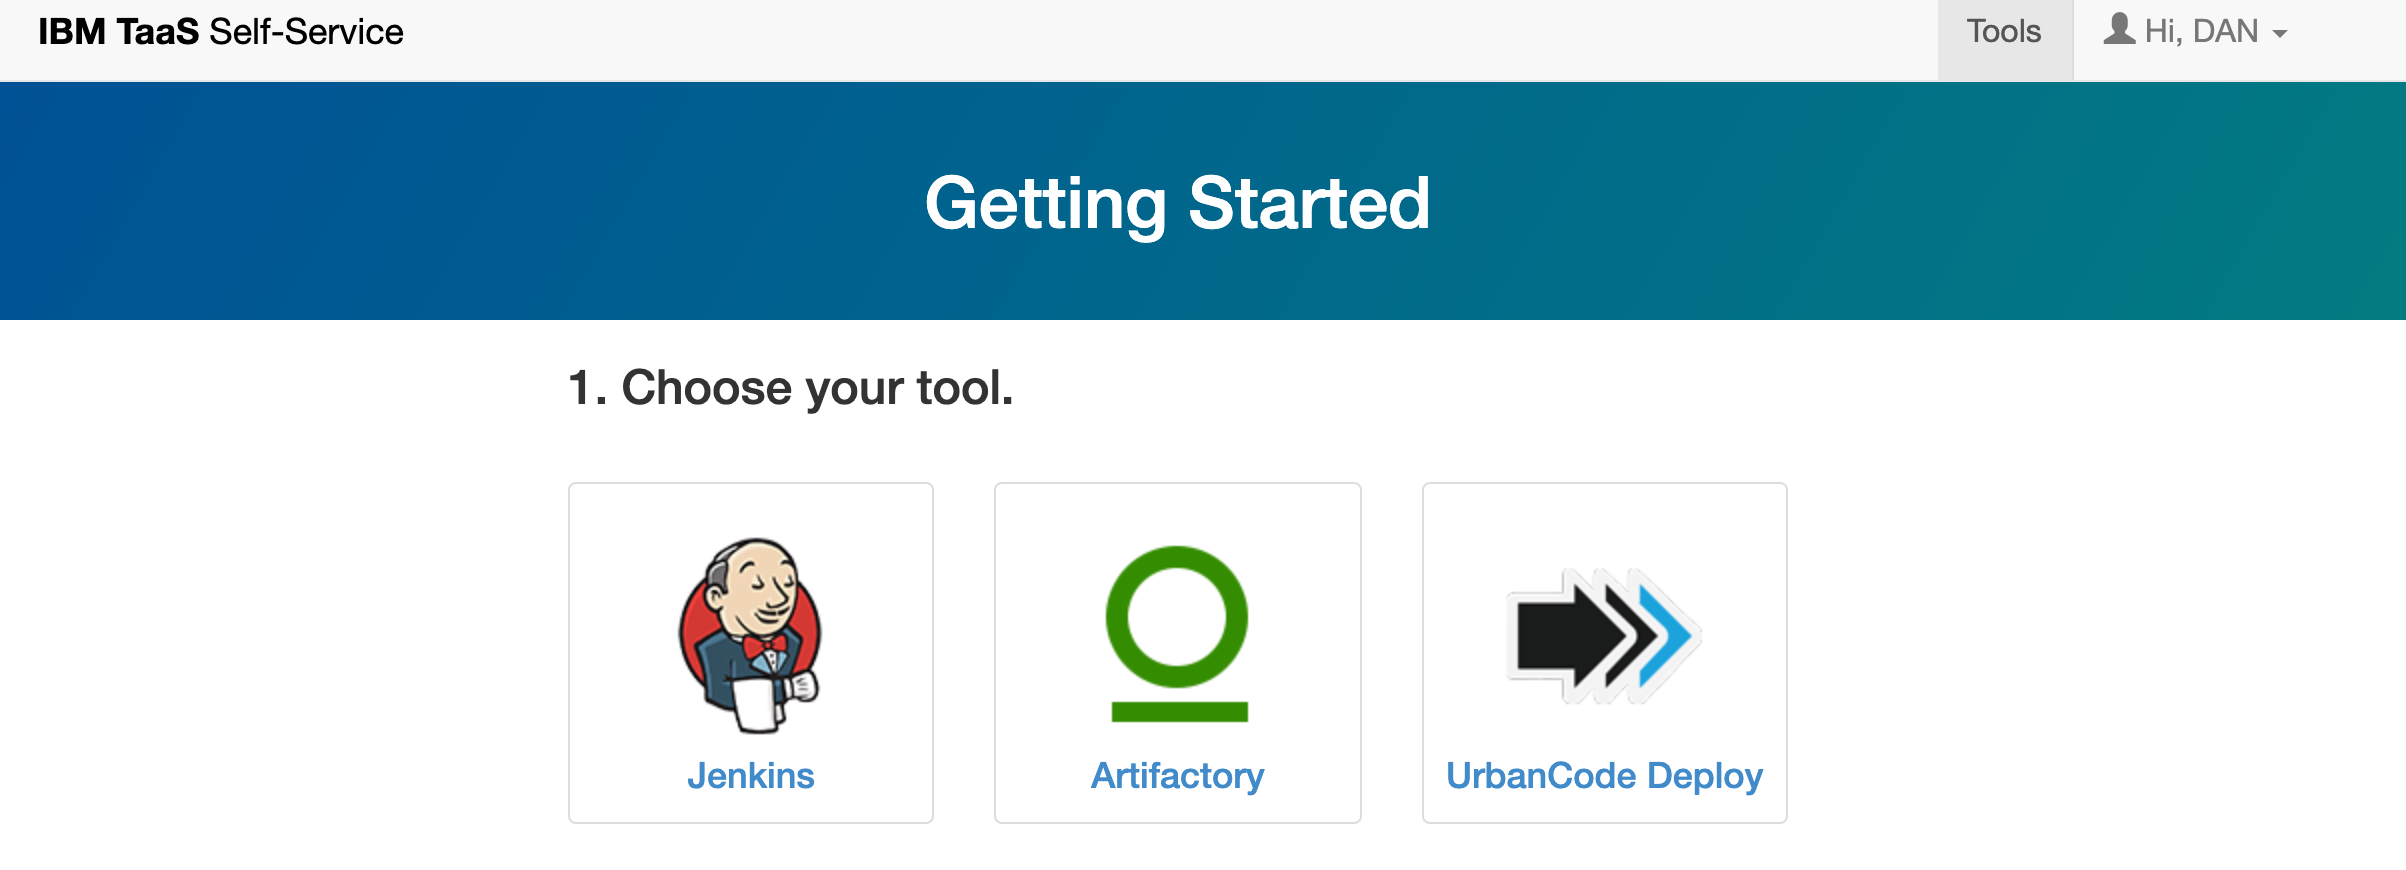 IBM TaaS Self-Service
Tools
Hi, DAN
Getting Started
1. Choose your tool.
Jenkins
Artifactory
UrbanCode Deploy